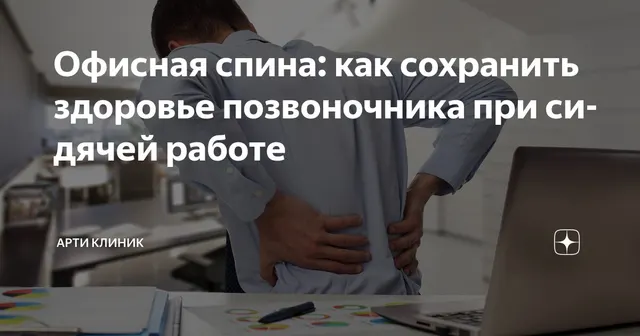 Офисная спина: как сохранить
здоровье позвоночника при си-
дячей работе
АРТИ КЛИНИК